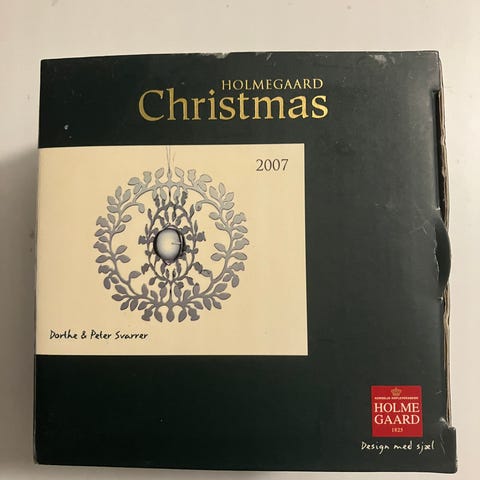 HOLMEGAARD
Christmas
2007
Dorthe & Peter Svarrer
HOLME
GAARD
1825
Design med sjæl